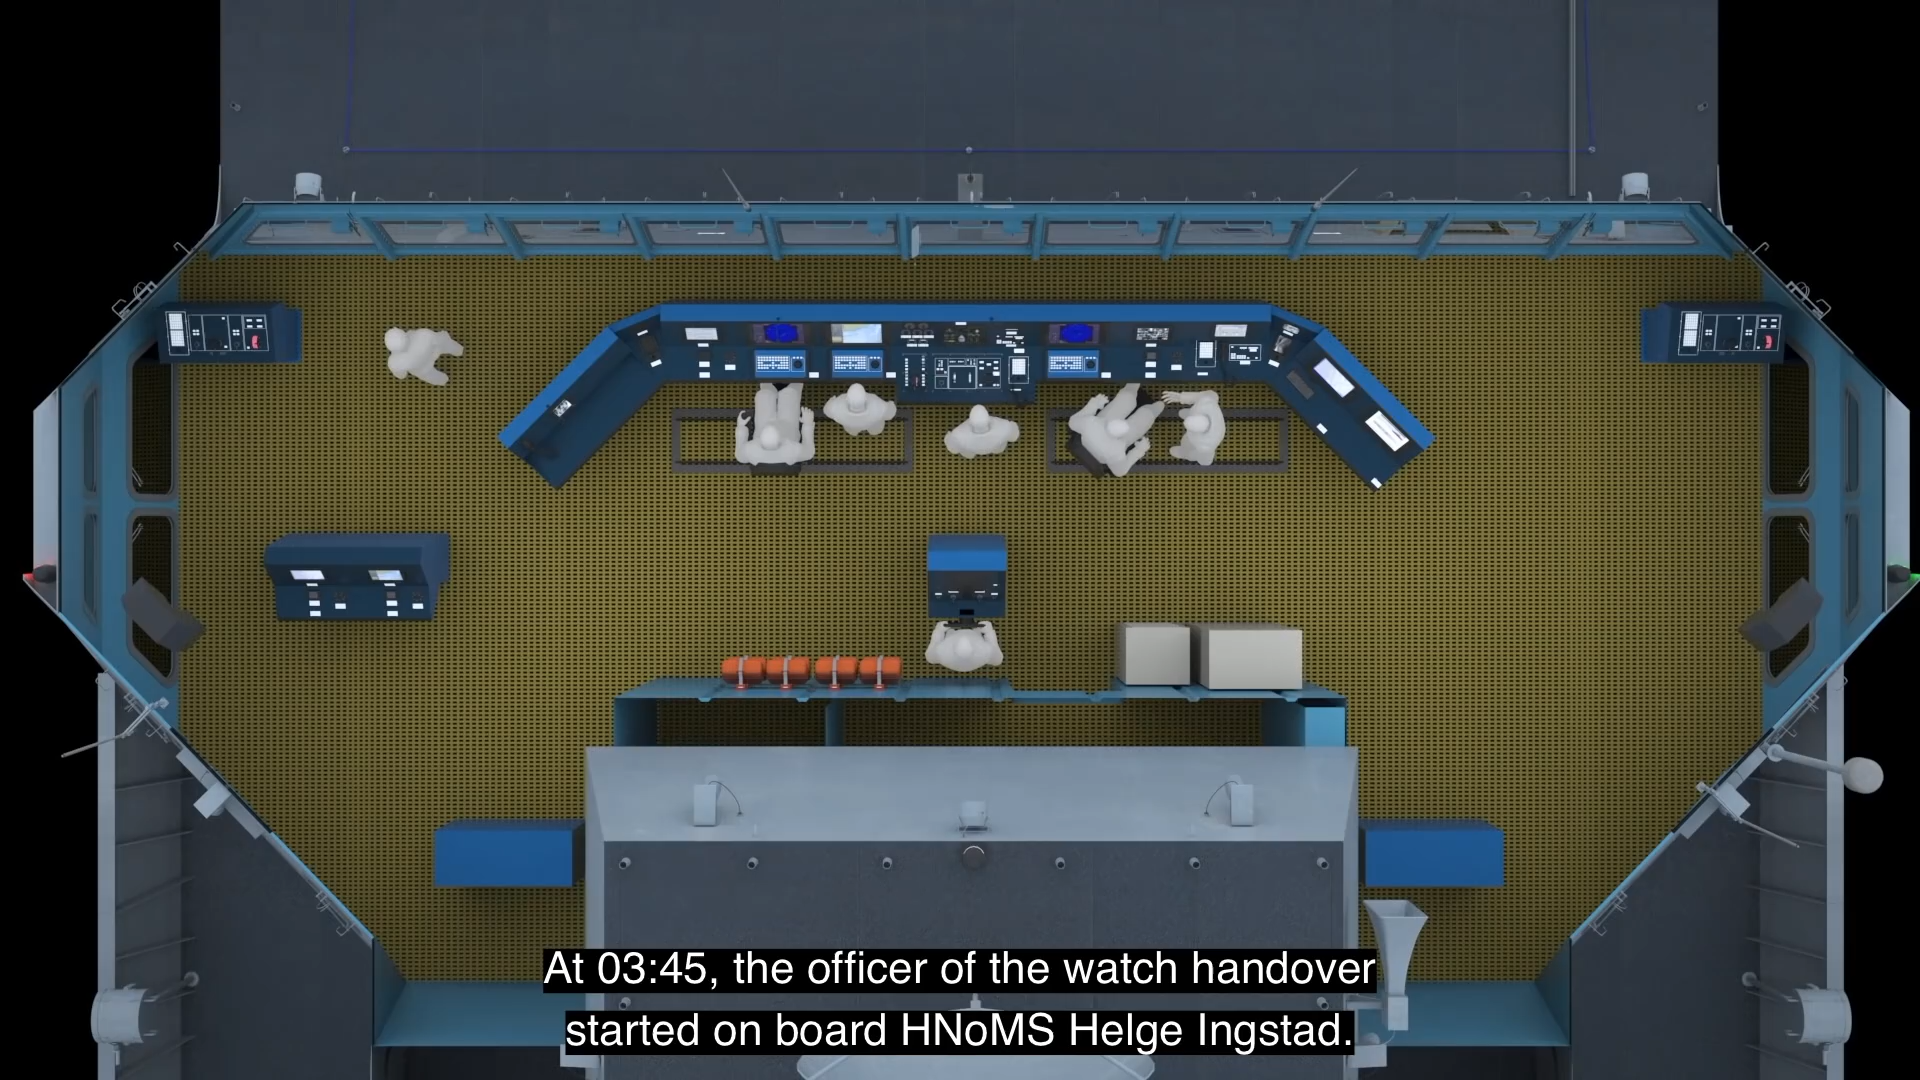 At 03:45, the officer of the watch handover
started on board HNoMS Helge Ingstad.